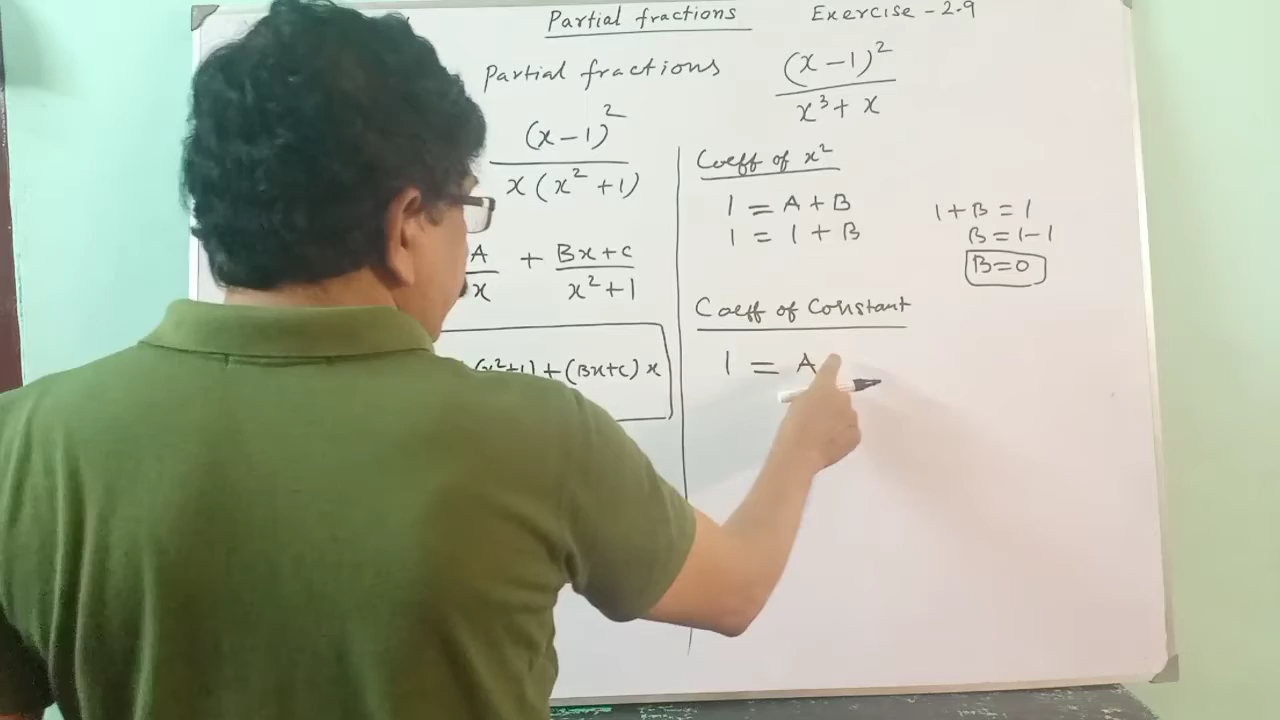 Partial fractions Exercise - 2.9
Partial fractions (x-1)²/x³+x
(x-1)²/x(x²+1)
A/x + Bx+C/x²+1
(x²+1) + (Bx+C) x
Coeff of x²
1 = A+B
1 = 1+B
1+B=1
B=1-1
B=0
Coeff of Constant
1 = A